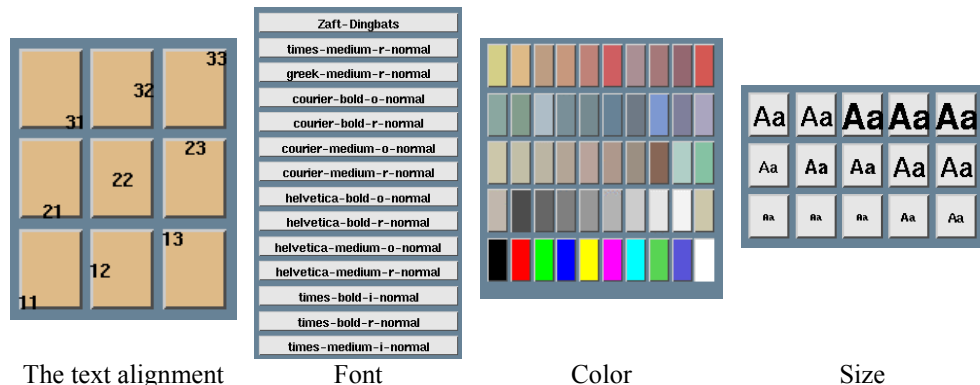 33
32
31
23
22
21
13
12
11
Zaft-Dingbats
times-medium-r-normal
greek-medium-r-normal
courier-bold-o-normal
courier-bold-r-normal
courier-medium-o-normal
courier-medium-r-normal
helvetica-bold-o-normal
helvetica-bold-r-normal
helvetica-medium-o-normal
helvetica-medium-r-normal
times-bold-i-normal
times-bold-r-normal
times-medium-i-normal
Aa Aa Aa Aa Aa
Aa Aa Aa Aa Aa
Aa Aa Aa Aa Aa
The text alignment Font Color Size